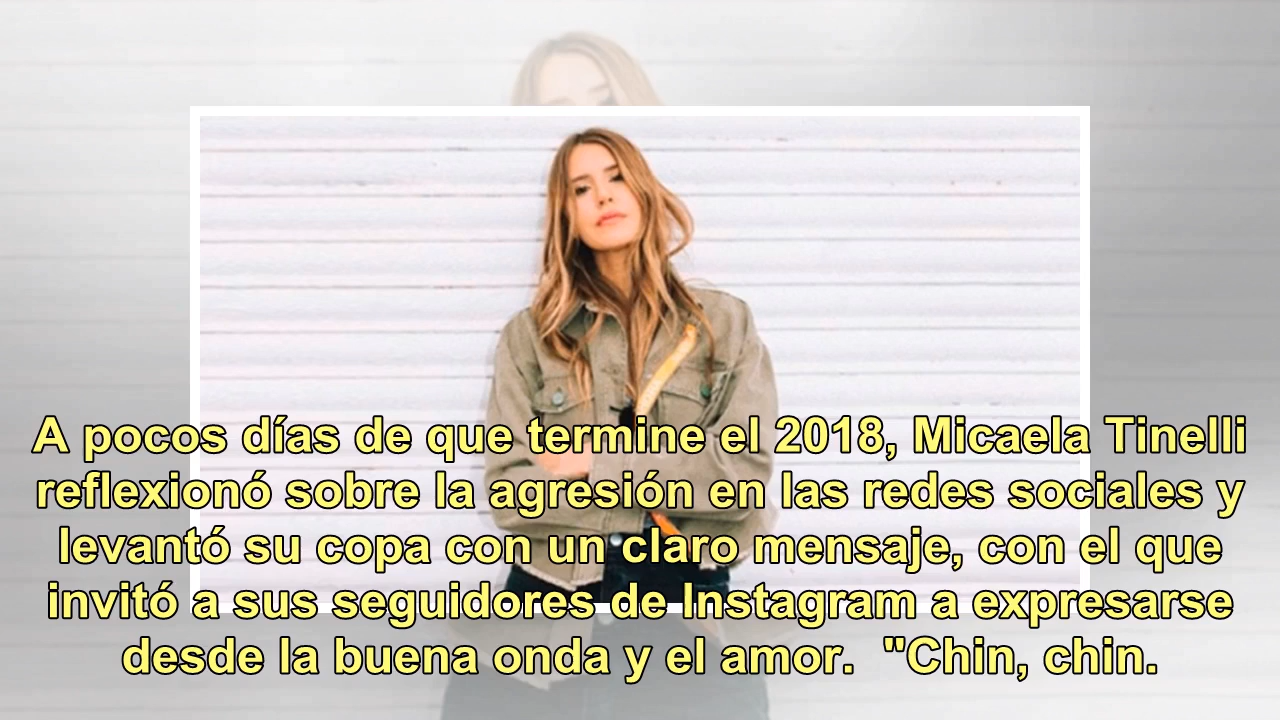 A pocos días de que termine el 2018, Micaela Tinelli
reflexionó sobre la agresión en las redes sociales y
levantó su copa con un claro mensaje, con el que
invitó a sus seguidores de Instagram a expresarse
desde la buena onda y el amor.  "Chin, chin.